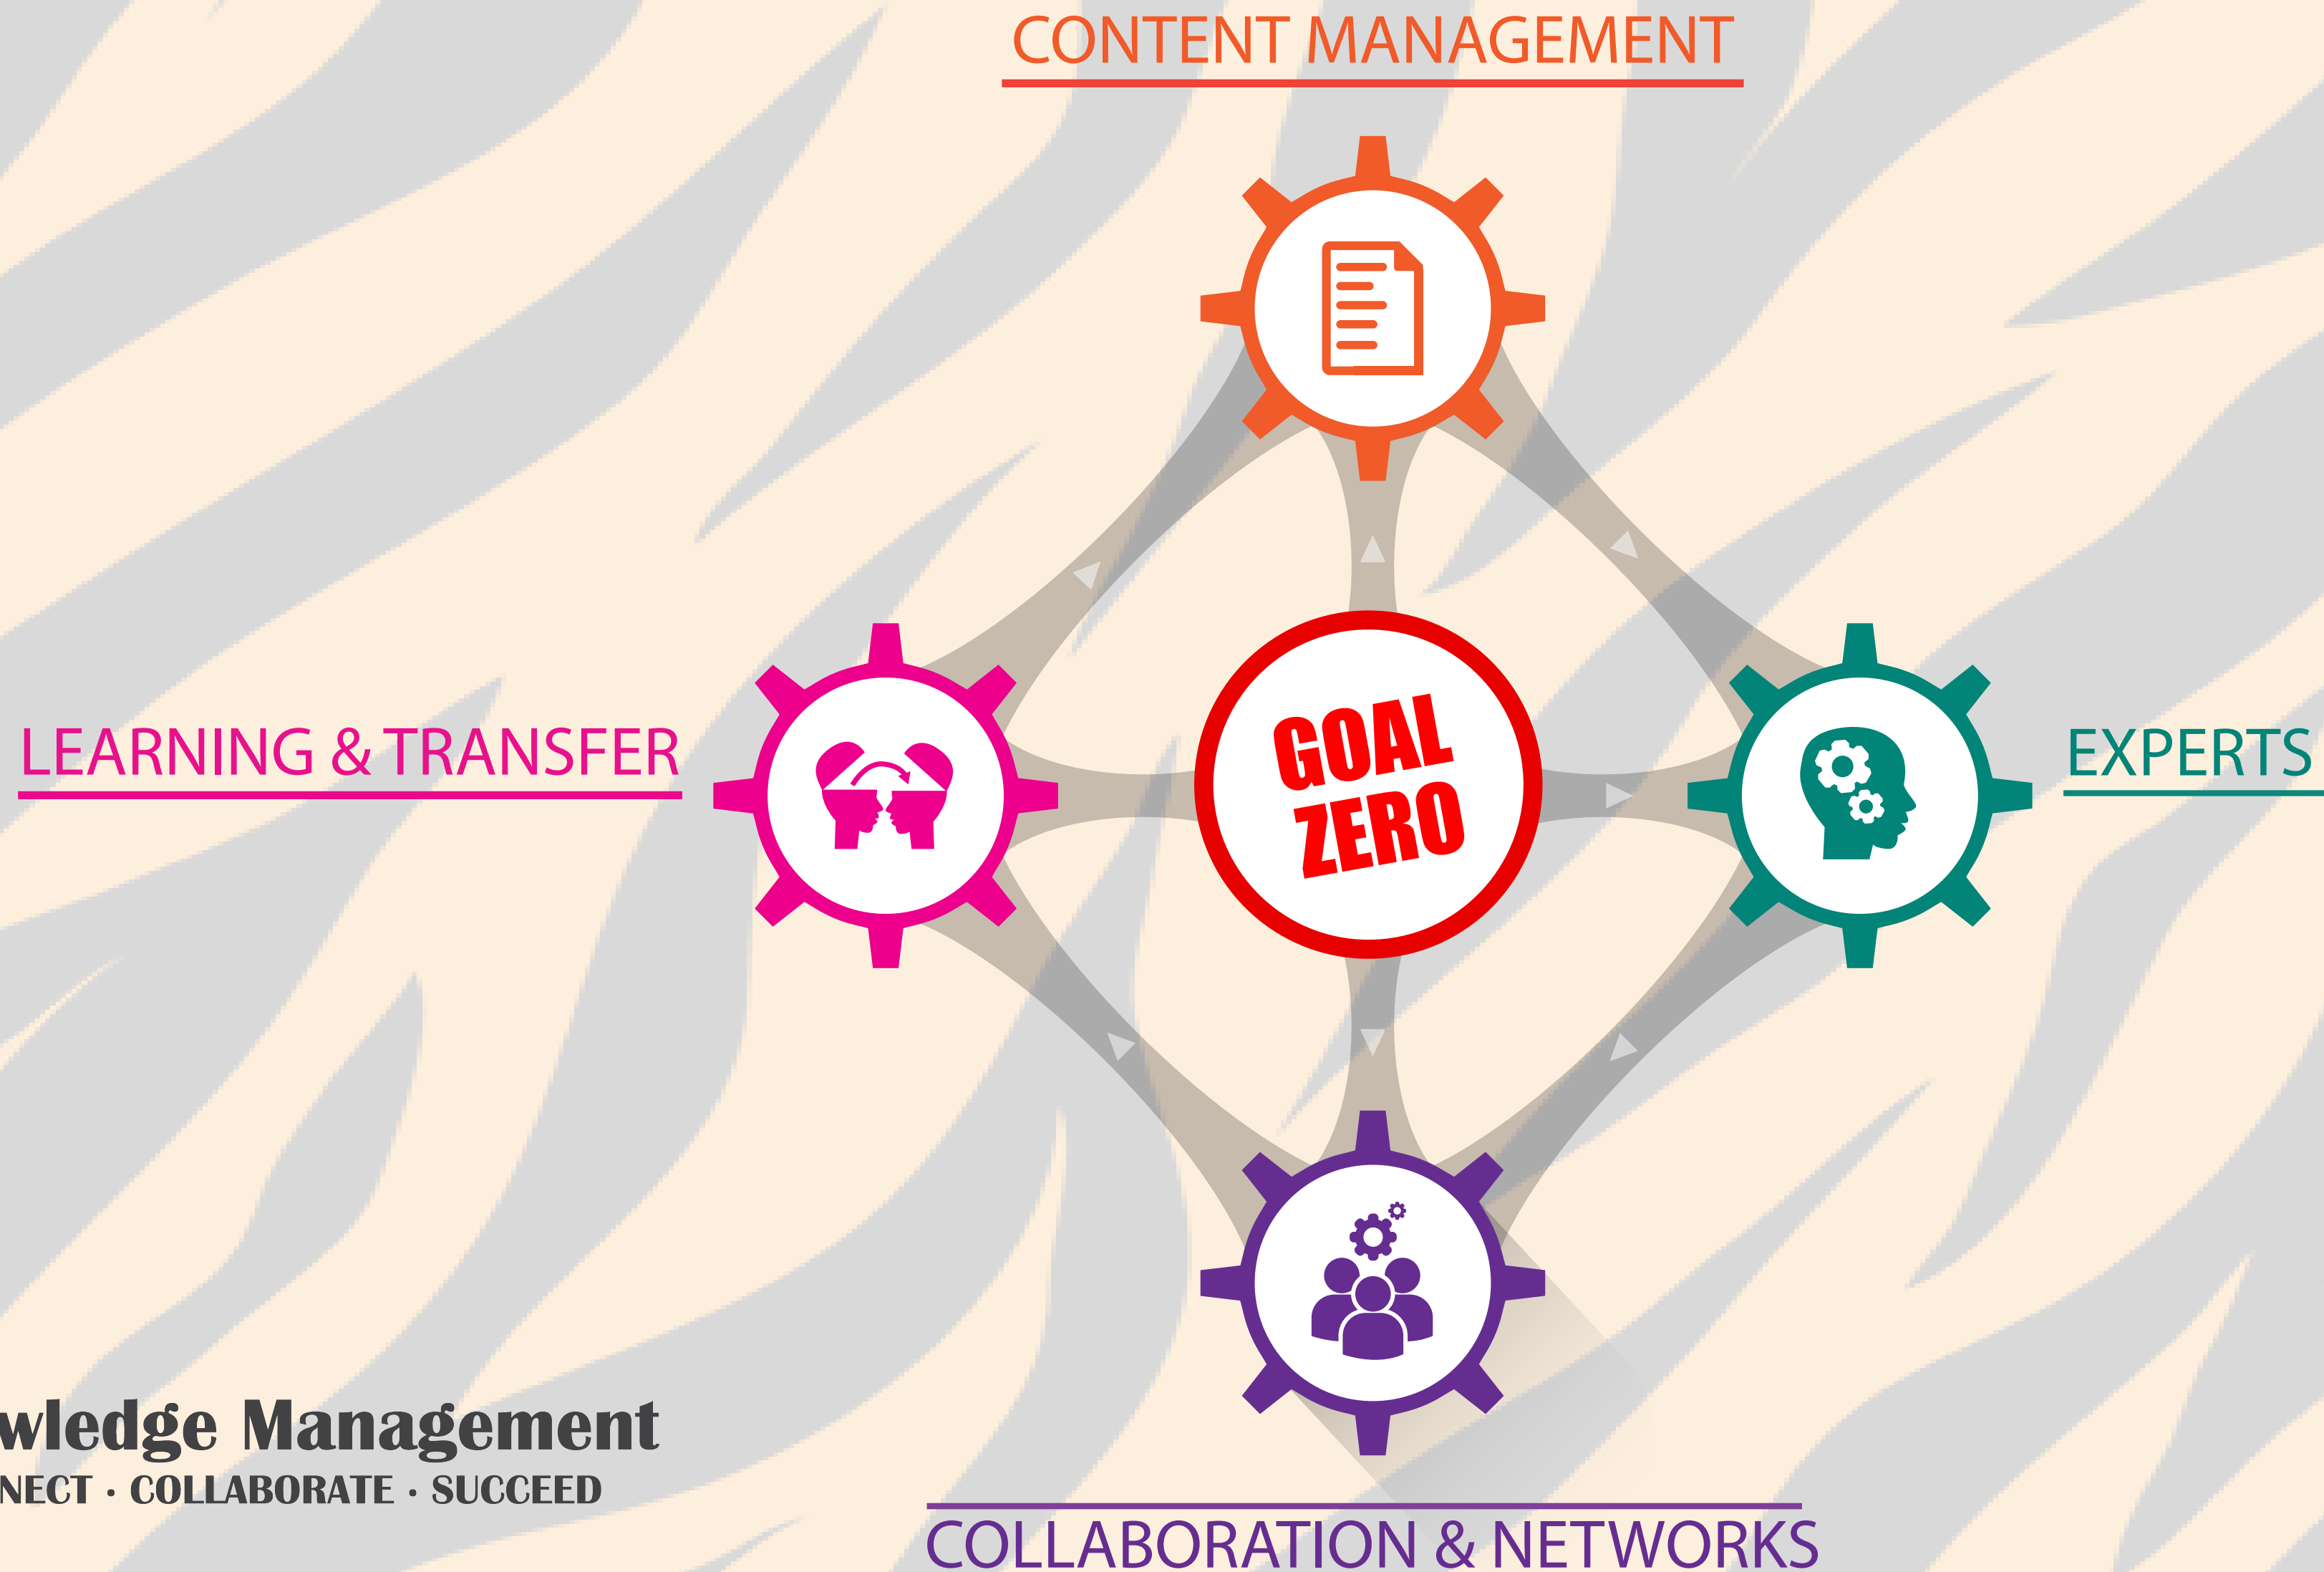 CONTENT MANAGEMENT
LEARNING & TRANSFER
GOAL
ZERO
EXPERTS
wledge Management
NECT · COLLABORATE · SUCCEED
COLLABORATION & NETWORKS